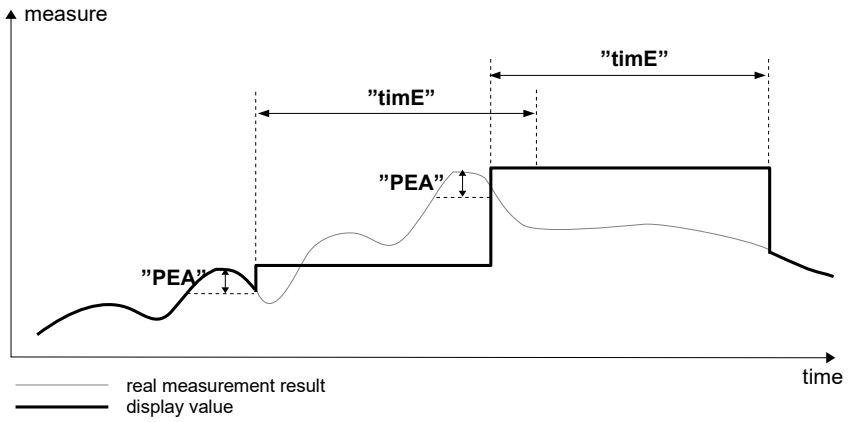 measure
”timE”
”timE”
”PEA”
”PEA”
time
real measurement result
display value